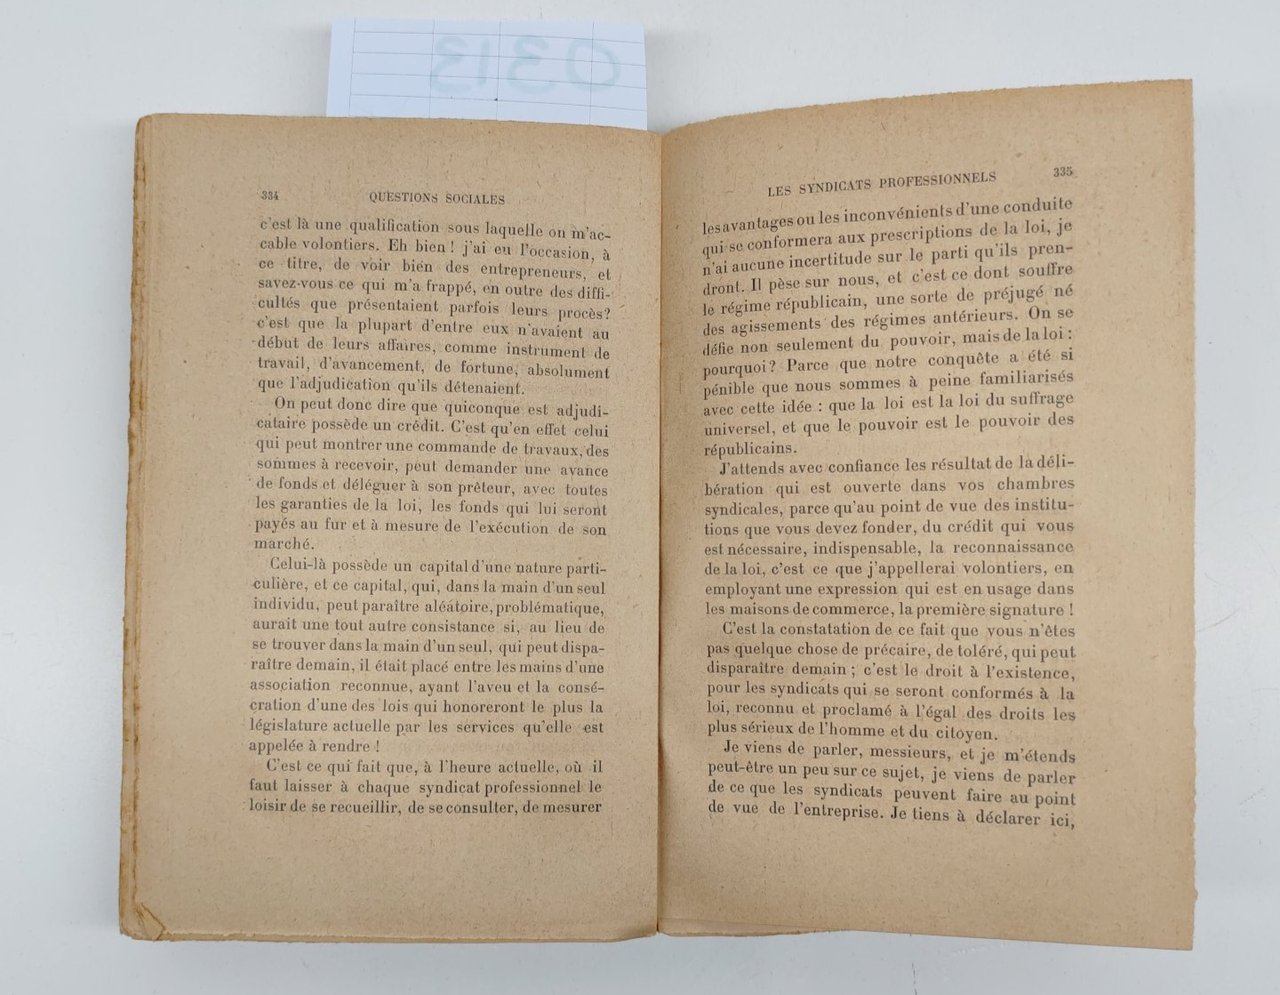 0313
334 QUESTIONS SOCIALES
c'est là une qualification sous laquelle on m'ac-
cable volontiers. Eh bien ! j'ai eu l'occasion, à
ce titre, de voir bien des entrepreneurs, et
savez-vous ce qui m'a frappé, en outre des diffi-
cultés que présentaient parfois leurs procès?
c'est que la plupart d'entre eux n'avaient au
début de leurs affaires, comme instrument de
travail, d'avancement, de fortune, absolument
que l'adjudication qu'ils détenaient.
On peut donc dire que quiconque est adjudi-
cataire possède un crédit. C'est qu'en effet celui
qui peut montrer une commande de travaux, des
sommes à recevoir, peut demander une avance
de fonds et déléguer à son prêteur, avec toutes
les garanties de la loi, les fonds qui lui seront
payés au fur et à mesure de l'exécution de son
marché.
Celui-là possède un capital d'une nature parti-
culière, et ce capital, qui, dans la main d'un seul
individu, peut paraître aléatoire, problématique,
aurait une tout autre consistance si, au lieu de
se trouver dans la main d'un seul, qui peut dispa-
raître demain, il était placé entre les mains d'une
association reconnue, ayant l'aveu et la consé-
cration d'une des lois qui honoreront le plus la
législature actuelle par les services qu'elle est
appelée à rendre !
C'est ce qui fait que, à l'heure actuelle, où il
faut laisser à chaque syndicat professionnel le
loisir de se recueillir, de se consulter, de mesurer
LES SYNDICATS PROFESSIONNELS 335
les avantages ou les inconvénients d'une conduite
qui se conformera aux prescriptions de la loi, je
n'ai aucune incertitude sur le parti qu'ils pren-
dront. Il pèse sur nous, et c'est ce dont souffre
le régime républicain, une sorte de préjugé né
des agissements des régimes antérieurs. On se
défie non seulement du pouvoir, mais de la loi :
pourquoi? Parce que notre conquête a été si
pénible que nous sommes à peine familiarisés
avec cette idée : que la loi est la loi du suffrage
universel, et que le pouvoir est le pouvoir des
républicains.
J'attends avec confiance les résultat de la déli-
bération qui est ouverte dans vos chambres
syndicales, parce qu'au point de vue des institu-
tions que vous devez fonder, du crédit qui vous
est nécessaire, indispensable, la reconnaissance
de la loi, c'est ce que j'appellerai volontiers, en
employant une expression qui est en usage dans
les maisons de commerce, la première signature !
C'est la constatation de ce fait que vous n'êtes
pas quelque chose de précaire, de toléré, qui peut
disparaître demain ; c'est le droit à l'existence,
pour les syndicats qui se seront conformés à la
loi, reconnu et proclamé à l'égal des droits les
plus sérieux de l'homme et du citoyen.
Je viens de parler, messieurs, et je m'étends
peut-être un peu sur ce sujet, je viens de parler
de ce que les syndicats peuvent faire au point
de vue de l'entreprise. Je tiens à déclarer ici,